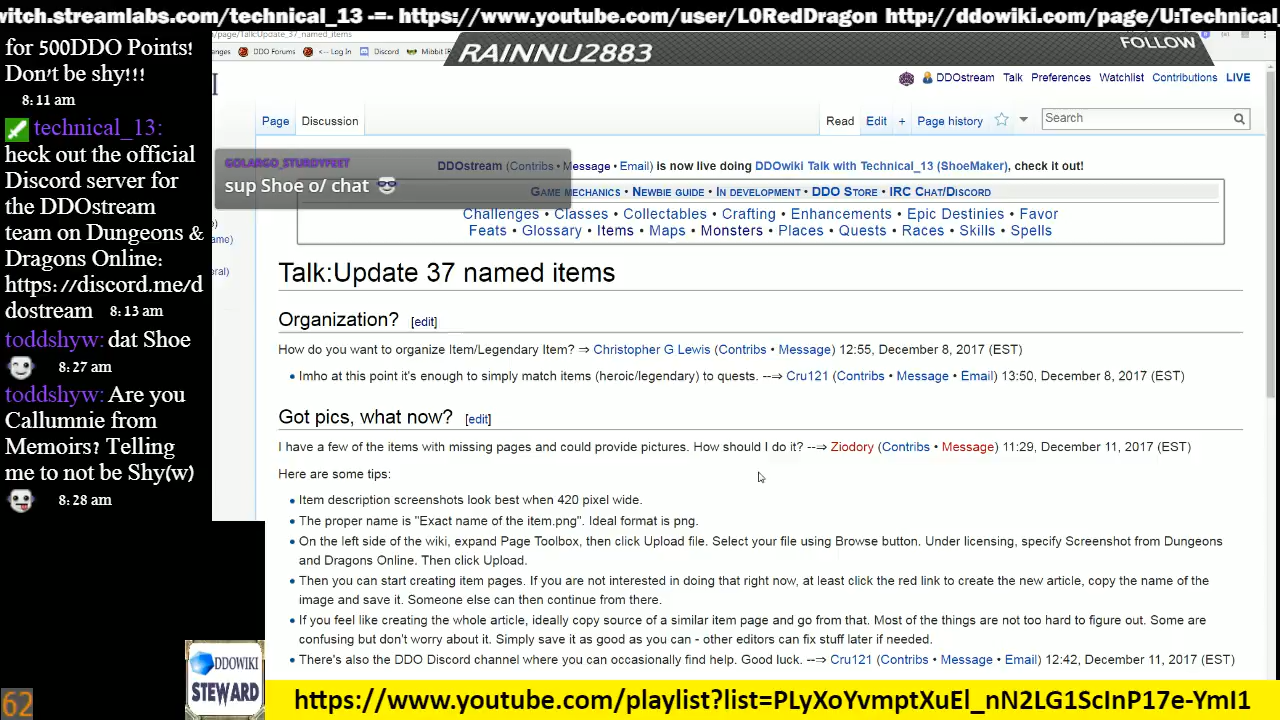 witch.streamlabs.com/technical_13 -=- https://www.youtube.com/user/L0RedDragon http://ddowiki.com/page/U:Technical_
for 500DDO Points!
Don't be shy!!!
8:11 am
technical_13:
heck out the official
Discord server for
the DDOstream
team on Dungeons &
Dragons Online:
https://discord.me/d
dostream 8:13 am
toddshyw: dat Shoe
8:27 am
toddshyw: Are you
Callumnie from
Memoirs? Telling
me to not be Shy(w)
8:28 am
/page/Talk:Update_37_named_items
nges DDO Forums <-- Log In Discord Mibbit
RAINNU2883
FOLLOW
DDOstream Talk Preferences Watchlist Contributions LIVE
Page Discussion Read Edit + Page history Search
GOLARGO_STURDYFEET
sup Shoe o/ chat 😎
DDOstream (Contribs • Message • Email) is now live doing DDOwiki Talk with Technical_13 (ShoeMaker), check it out!
Game mechanics • Newbie guide • In development • DDO Store • IRC Chat/Discord
Challenges • Classes • Collectables • Crafting • Enhancements • Epic Destinies • Favor
Feats • Glossary • Items • Maps • Monsters • Places • Quests • Races • Skills • Spells
ame)
ral)
Talk:Update 37 named items
Organization? [edit]
How do you want to organize Item/Legendary Item? ⇒ Christopher G Lewis (Contribs • Message) 12:55, December 8, 2017 (EST)
• Imho at this point it's enough to simply match items (heroic/legendary) to quests. --⇒ Cru121 (Contribs • Message • Email) 13:50, December 8, 2017 (EST)
Got pics, what now? [edit]
I have a few of the items with missing pages and could provide pictures. How should I do it? --⇒ Ziodory (Contribs • Message) 11:29, December 11, 2017 (EST)
Here are some tips:
• Item description screenshots look best when 420 pixel wide.
• The proper name is "Exact name of the item.png". Ideal format is png.
• On the left side of the wiki, expand Page Toolbox, then click Upload file. Select your file using Browse button. Under licensing, specify Screenshot from Dungeons
and Dragons Online. Then click Upload.
• Then you can start creating item pages. If you are not interested in doing that right now, at least click the red link to create the new article, copy the name of the
image and save it. Someone else can then continue from there.
• If you feel like creating the whole article, ideally copy source of a similar item page and go from that. Most of the things are not too hard to figure out. Some are
confusing but don't worry about it. Simply save it as good as you can - other editors can fix stuff later if needed.
• There's also the DDO Discord channel where you can occasionally find help. Good luck. --⇒ Cru121 (Contribs • Message • Email) 12:42, December 11, 2017 (EST)
DDOWIKI
STEWARD
62
https://www.youtube.com/playlist?list=PLyXoYvmptXuEl_nN2LG1ScInP17e-YmI1